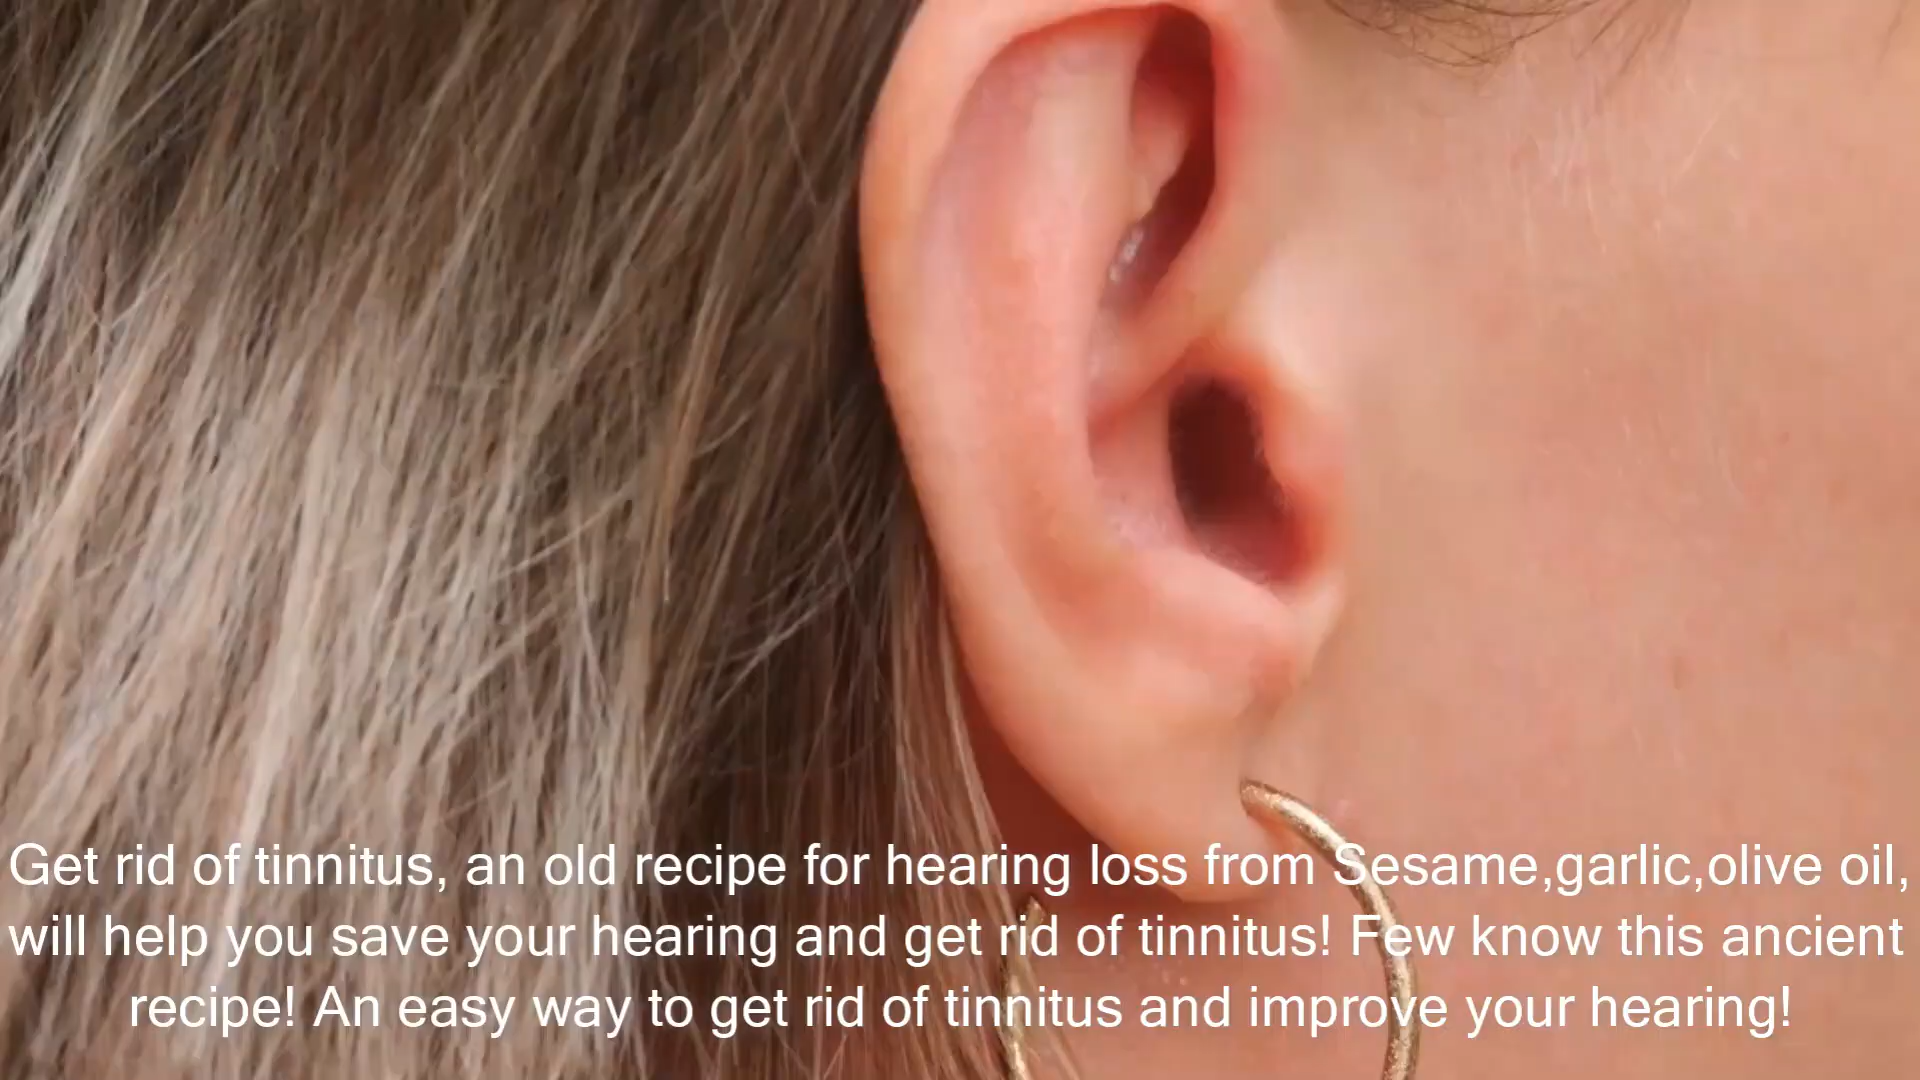 Get rid of tinnitus, an old recipe for hearing loss from Sesame,garlic,olive oil,
will help you save your hearing and get rid of tinnitus! Few know this ancient
recipe! An easy way to get rid of tinnitus and improve your hearing!